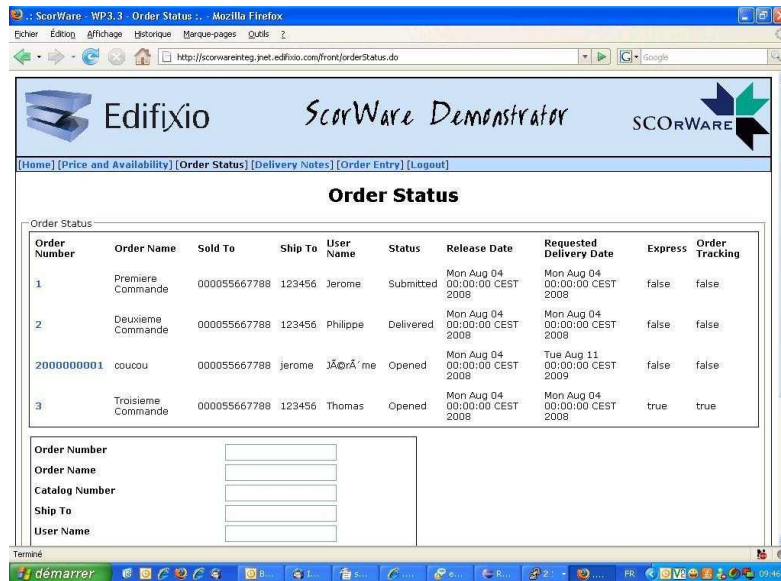 .: ScorWare - WP3.3 - Order Status :. - Mozilla Firefox
Fichier Édition Affichage Historique Marque-pages Outils ?
http://scorwareinteg.jnet.edifixio.com/front/orderStatus.do
G Google
Edifixio ScorWare Demonstrator SCORWARE
[Home] [Price and Availability] [Order Status] [Delivery Notes] [Order Entry] [Logout]
Order Status
Order Status
Order Number Order Name Sold To Ship To User Name Status Release Date Requested Delivery Date Express Order Tracking
1 Premiere Commande 000055667788 123456 Jerome Submitted Mon Aug 04 00:00:00 CEST 2008 Mon Aug 04 00:00:00 CEST 2008 false false
2 Deuxieme Commande 000055667788 123456 Philippe Delivered Mon Aug 04 00:00:00 CEST 2008 Mon Aug 04 00:00:00 CEST 2008 false false
2000000001 coucou 000055667788 jerome JÃ©rÃ´me Opened Mon Aug 04 00:00:00 CEST 2008 Tue Aug 11 00:00:00 CEST 2009 false false
3 Troisieme Commande 000055667788 123456 Thomas Opened Mon Aug 04 00:00:00 CEST 2008 Mon Aug 04 00:00:00 CEST 2008 true true
Order Number
Order Name
Catalog Number
Ship To
User Name
Terminé
démarrer FR